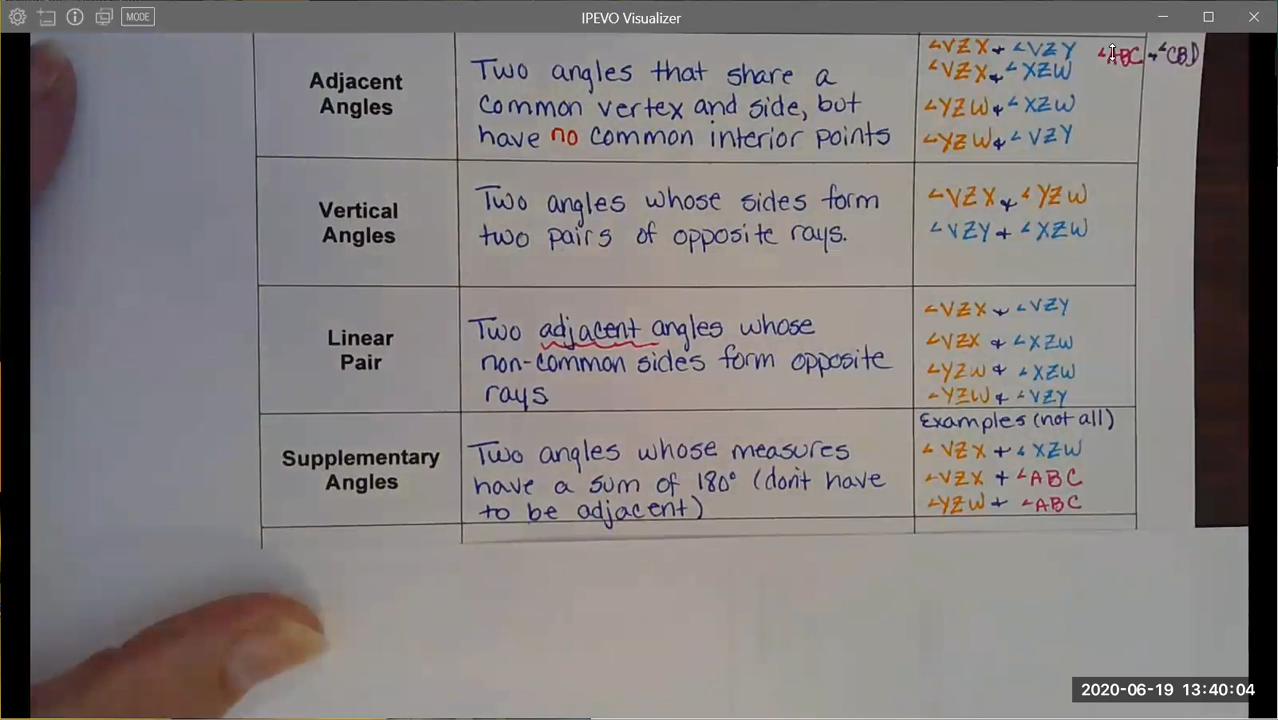 MODE
IPEVO Visualizer
Adjacent
Angles
Two angles that share a
common vertex and side, but
have no common interior points
∠VZX + ∠VZY
∠ABC + ∠CBD
∠VZX + ∠XZW
∠YZW + ∠XZW
∠YZW + ∠VZY
Vertical
Angles
Two angles whose sides form
two pairs of opposite rays.
∠VZX + ∠YZW
∠VZY + ∠XZW
Linear
Pair
Two adjacent angles whose
non-common sides form opposite
rays
∠VZX + ∠VZY
∠VZX + ∠XZW
∠YZW + ∠XZW
∠YZW + ∠VZY
Supplementary
Angles
Two angles whose measures
have a sum of 180° (don't have
to be adjacent)
Examples (not all)
∠VZX + ∠XZW
∠VZX + ∠ABC
∠YZW + ∠ABC
2020-06-19 13:40:04